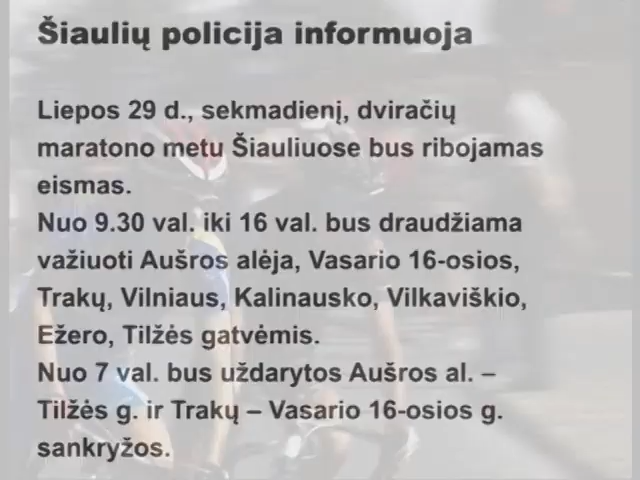 Šiaulių policija informuoja
Liepos 29 d., sekmadienį, dviračių
maratono metu Šiauliuose bus ribojamas
eismas.
Nuo 9.30 val. iki 16 val. bus draudžiama
važiuoti Aušros alėja, Vasario 16-osios,
Trakų, Vilniaus, Kalinausko, Vilkaviškio,
Ežero, Tilžės gatvėmis.
Nuo 7 val. bus uždarytos Aušros al. –
Tilžės g. ir Trakų – Vasario 16-osios g.
sankryžos.